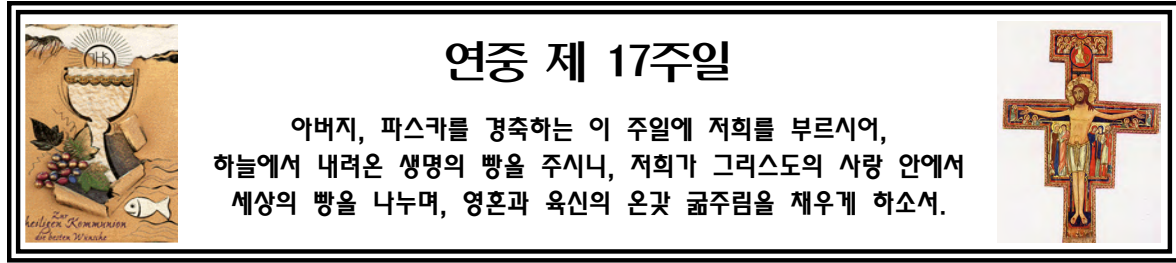 연중 제 17주일
아버지, 파스카를 경축하는 이 주일에 저희를 부르시어,
하늘에서 내려온 생명의 빵을 주시니, 저희가 그리스도의 사랑 안에서
세상의 빵을 나누며, 영혼과 육신의 온갖 굶주림을 채우게 하소서.
IHS
Zur
heiligen Kommunion
die besten Wünsche